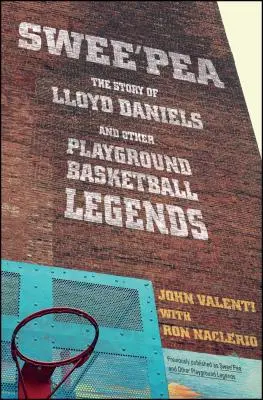 SWEE'PEA
THE STORY OF
LLOYD DANIELS
AND OTHER
PLAYGROUND
BASKETBALL
LEGENDS
JOHN VALENTI
WITH
RON NACLERIO
Previously published as Swee'Pea
and Other Playground Legends